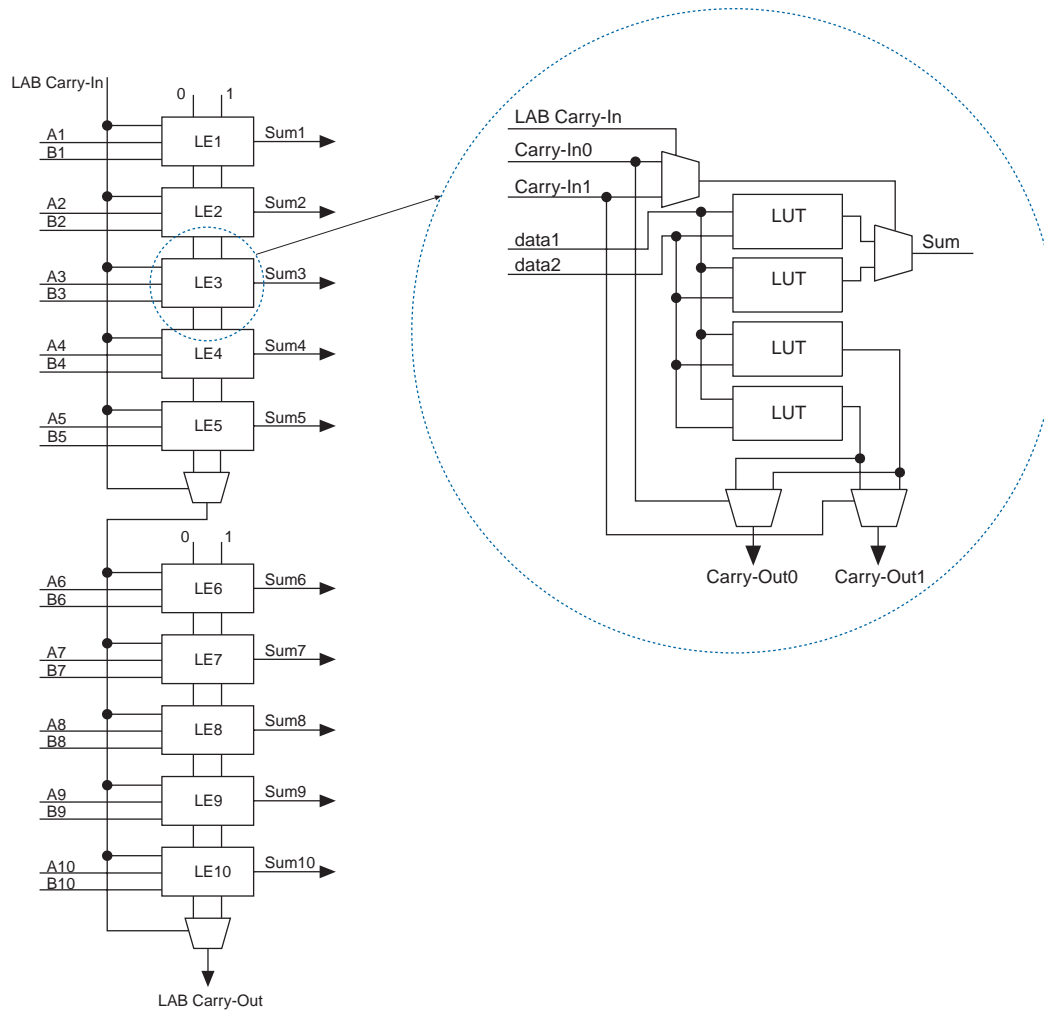 LAB Carry-In
0 1
A1
B1
LE1
Sum1
A2
B2
LE2
Sum2
A3
B3
LE3
Sum3
A4
B4
LE4
Sum4
A5
B5
LE5
Sum5
0 1
A6
B6
LE6
Sum6
A7
B7
LE7
Sum7
A8
B8
LE8
Sum8
A9
B9
LE9
Sum9
A10
B10
LE10
Sum10
LAB Carry-Out
LAB Carry-In
Carry-In0
Carry-In1
data1
data2
LUT
LUT
LUT
LUT
Sum
Carry-Out0
Carry-Out1